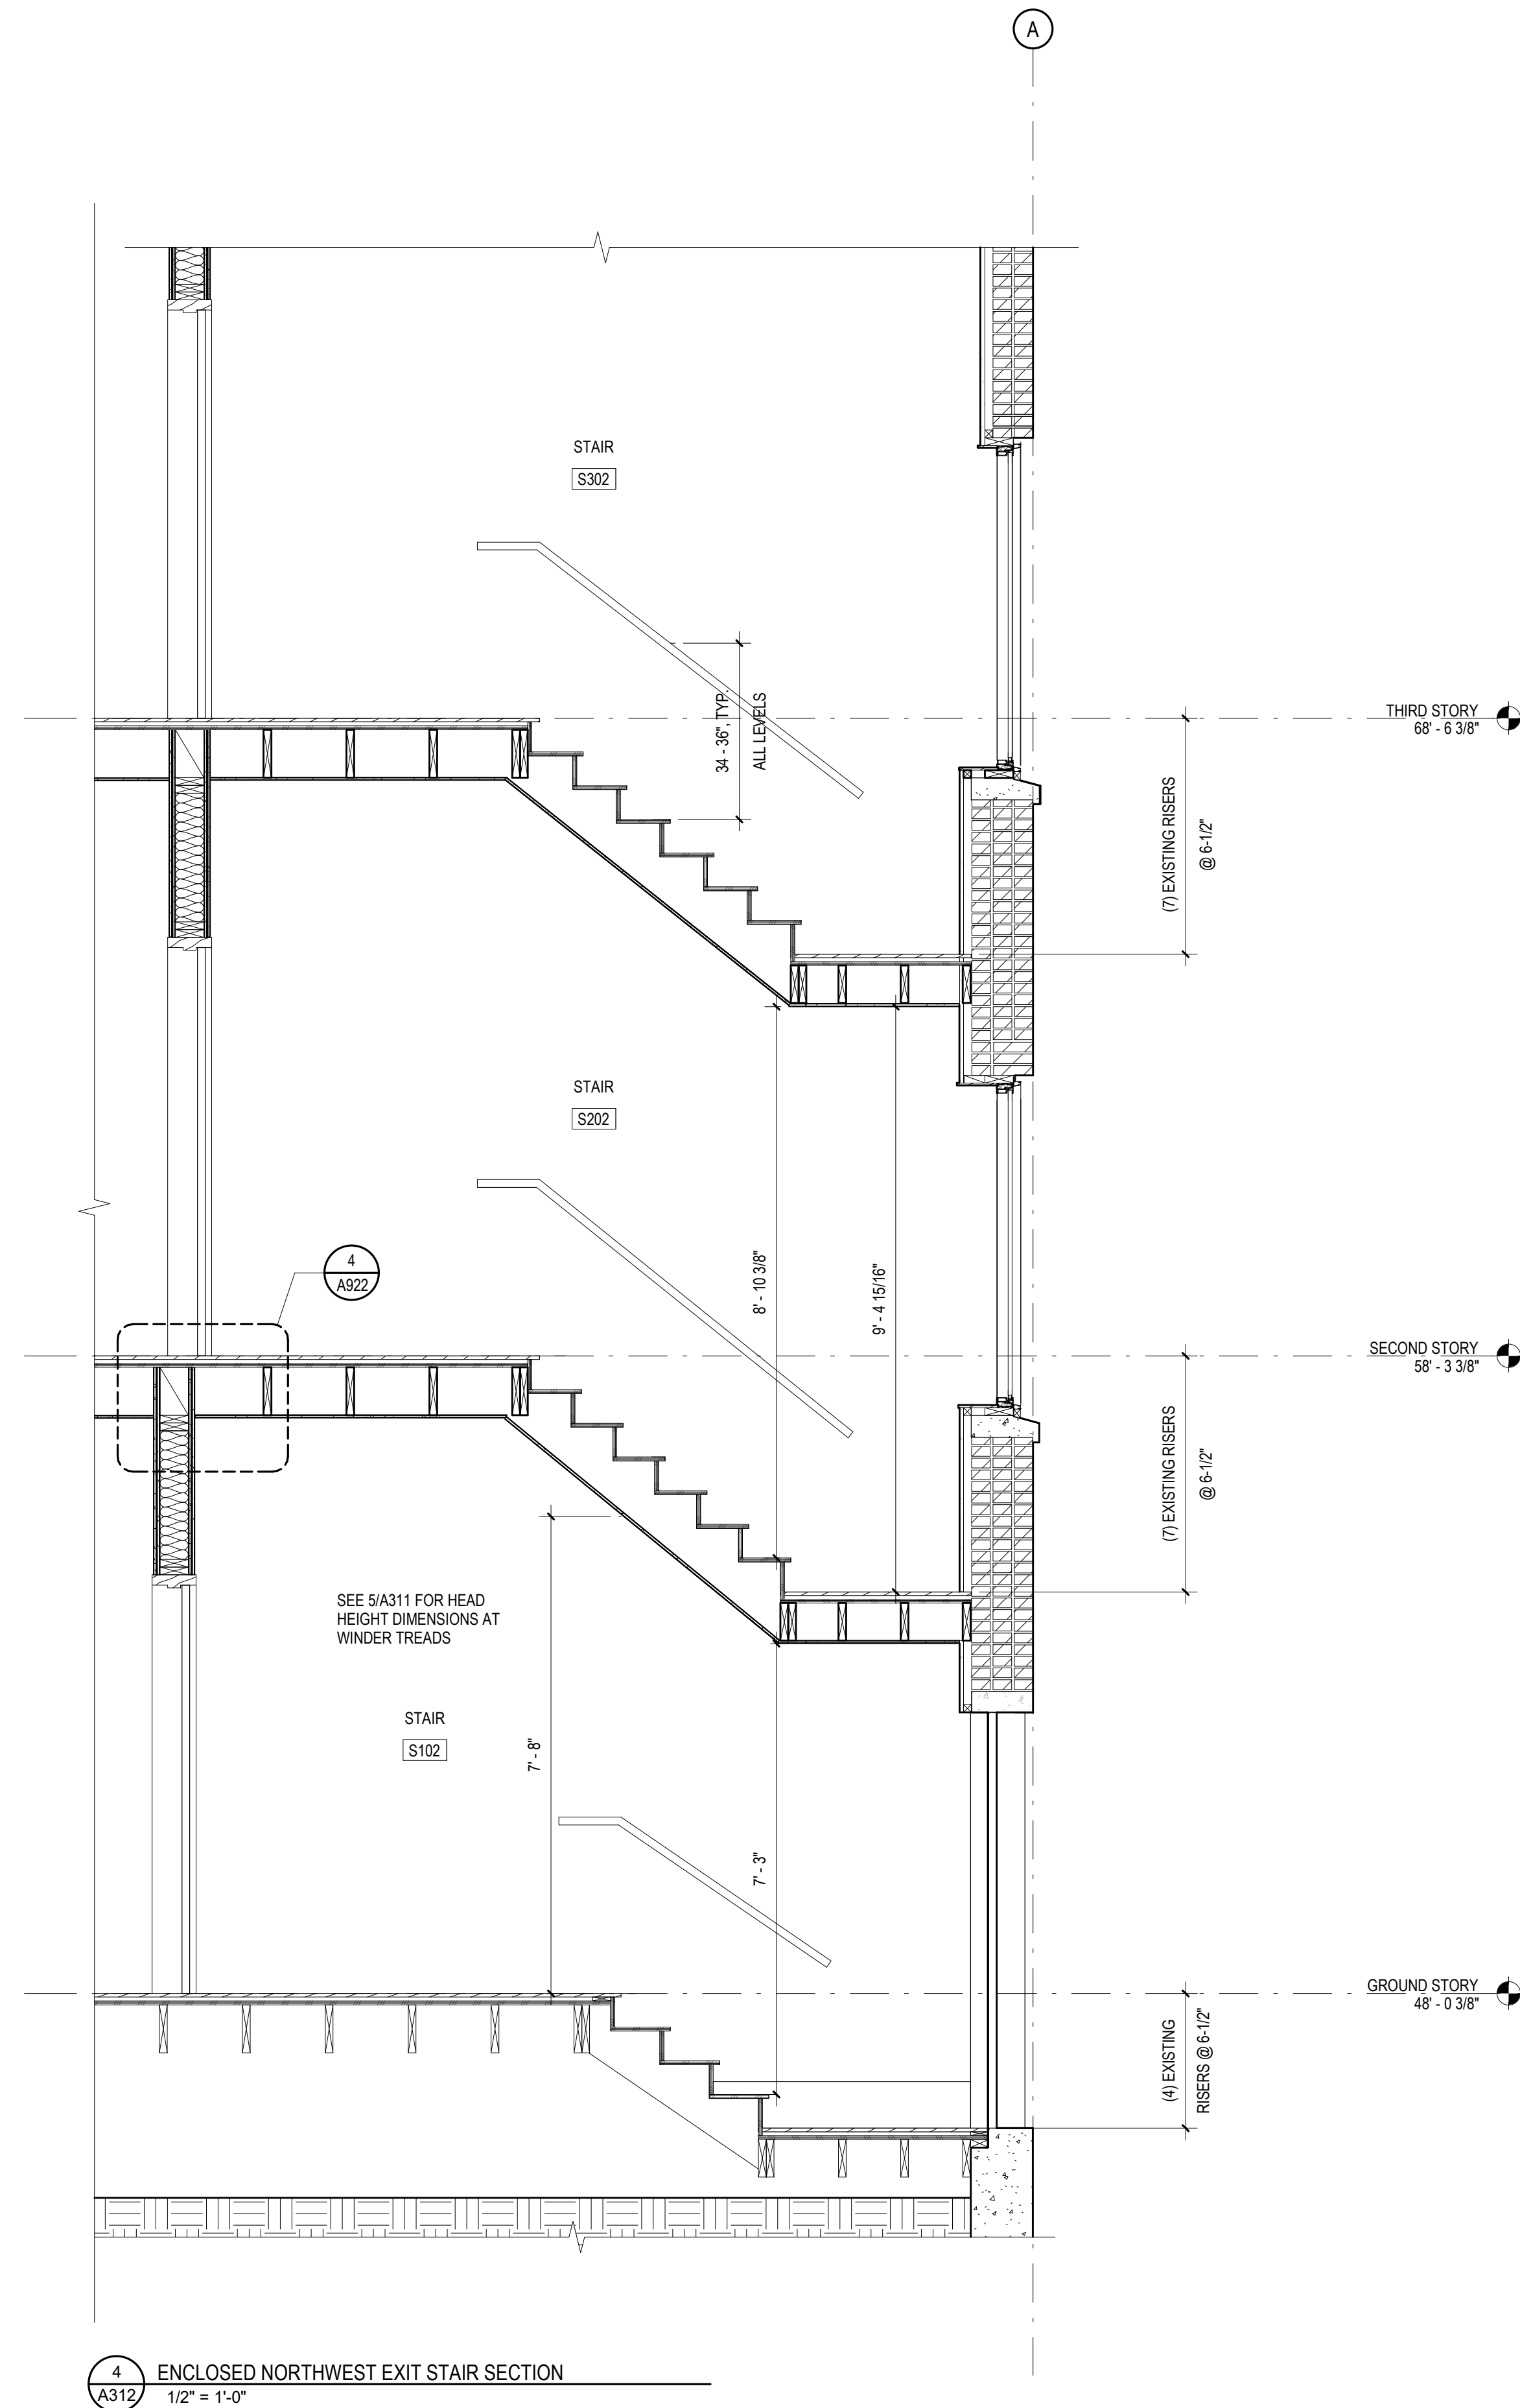 A
STAIR
S302
34 - 36", TYP.
ALL LEVELS
THIRD STORY
68' - 6 3/8"
(7) EXISTING RISERS
@ 6-1/2"
STAIR
S202
4
A922
8' - 10 3/8"
9' - 4 15/16"
SECOND STORY
58' - 3 3/8"
(7) EXISTING RISERS
@ 6-1/2"
SEE 5/A311 FOR HEAD
HEIGHT DIMENSIONS AT
WINDER TREADS
STAIR
S102
7' - 8"
7' - 3"
GROUND STORY
48' - 0 3/8"
(4) EXISTING
RISERS @ 6-1/2"
4
A312
ENCLOSED NORTHWEST EXIT STAIR SECTION
1/2" = 1'-0"